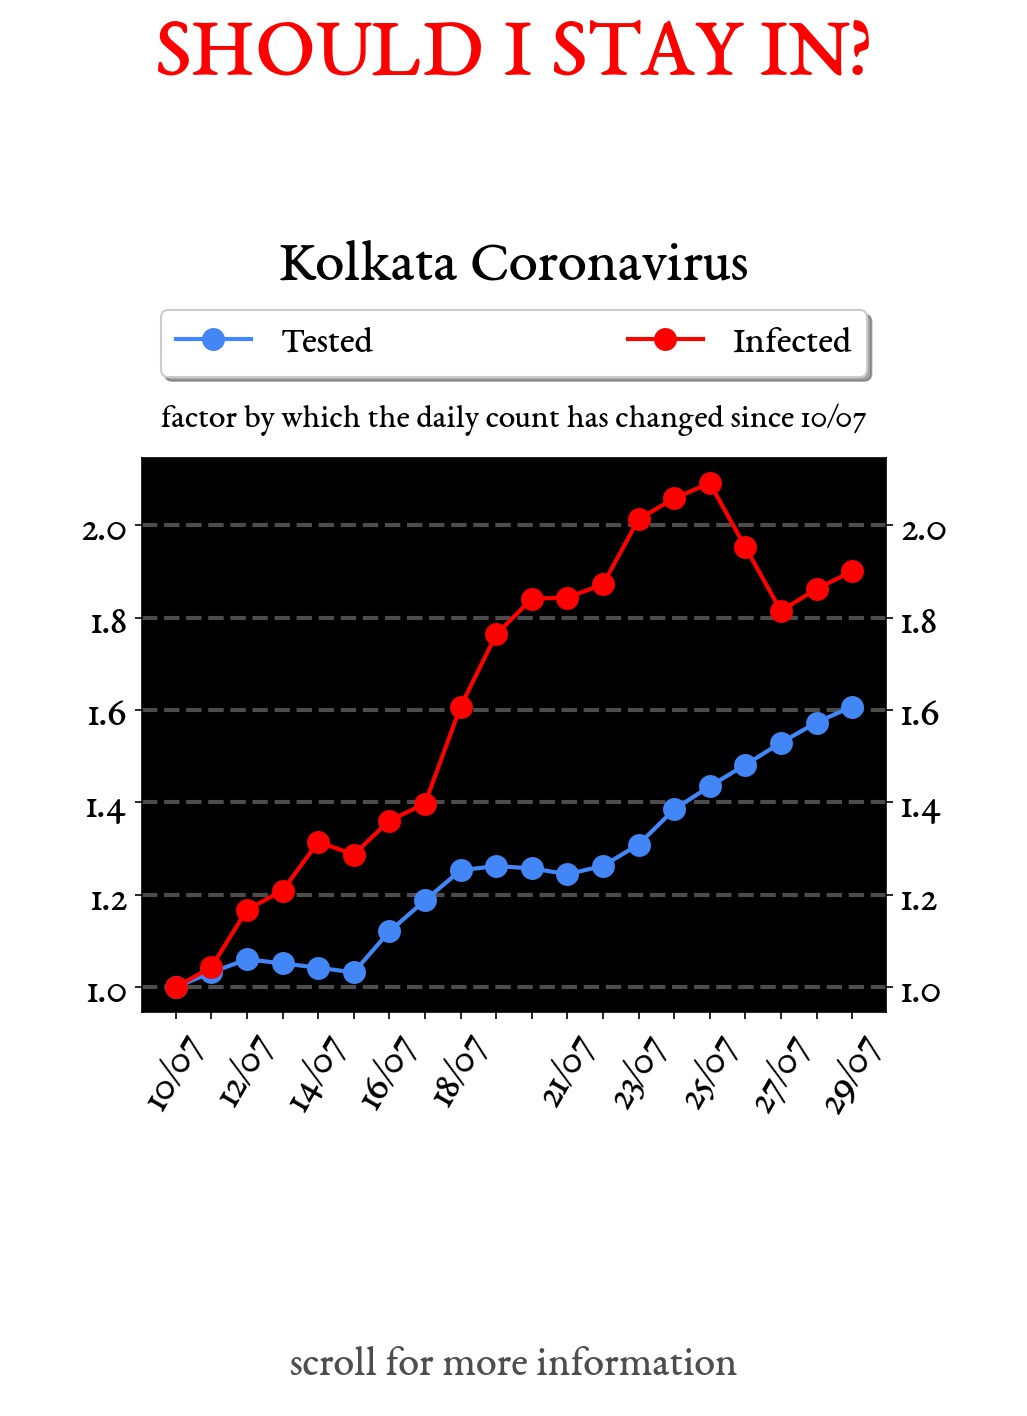 SHOULD I STAY IN?
Kolkata Coronavirus
Tested Infected
factor by which the daily count has changed since 10/07
2.0 2.0
1.8 1.8
1.6 1.6
1.4 1.4
1.2 1.2
1.0 1.0
10/07 12/07 14/07 16/07 18/07 21/07 23/07 25/07 27/07 29/07
scroll for more information